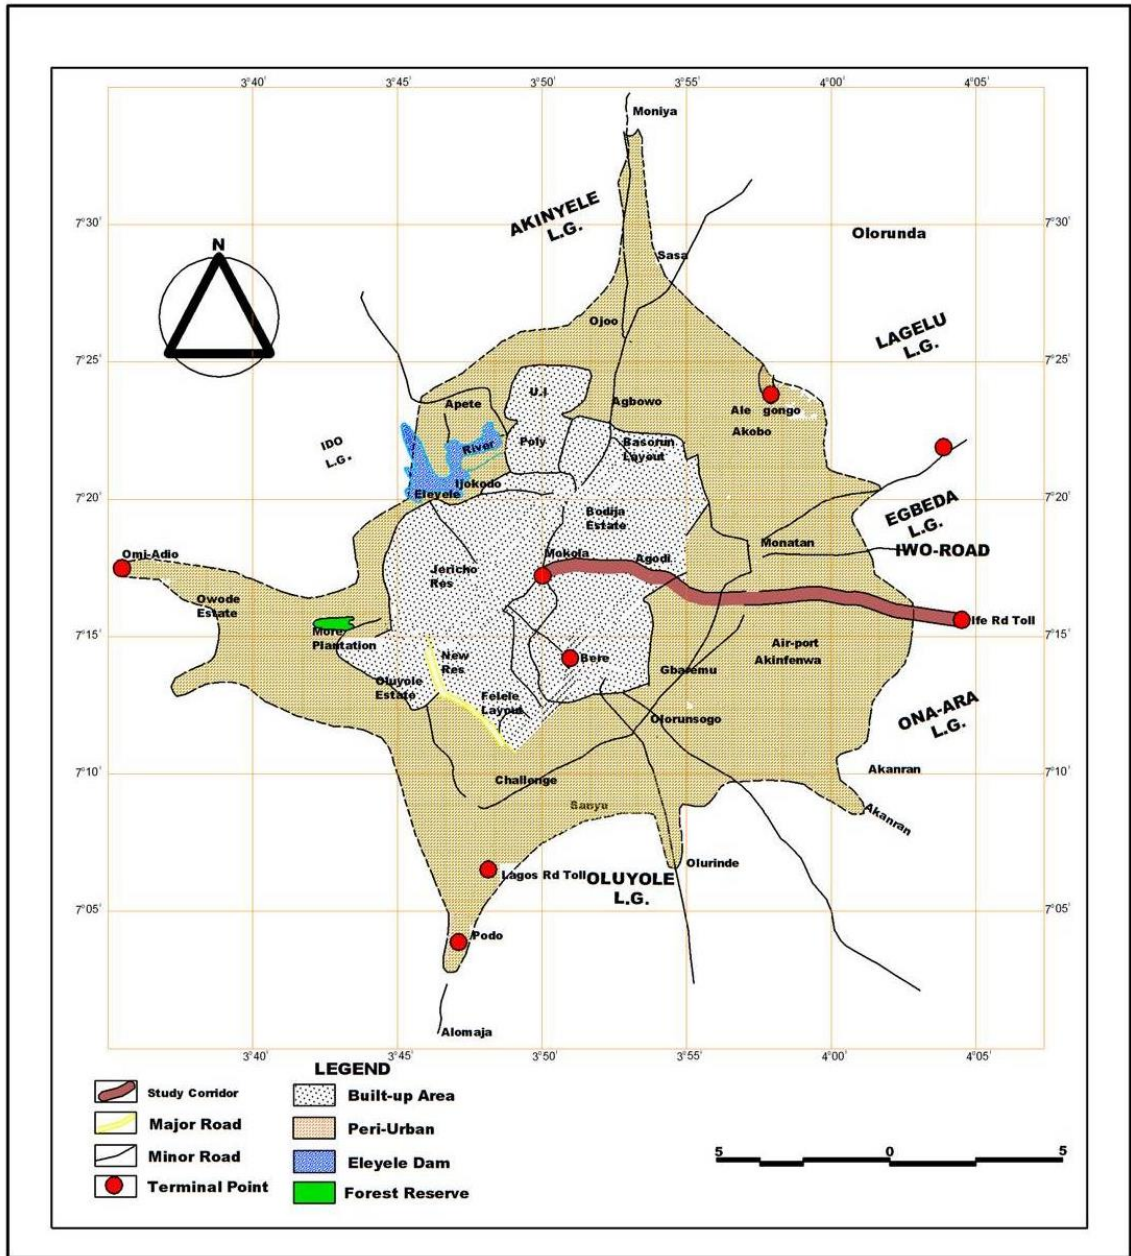 3°40' 3°45' 3°50' 3°55' 4°00' 4°05'
Moniya
7°30' 7°30'
AKINYELE
L.G.
Olorunda
N
Sasa
Ojoo
LAGELU
L.G.
7°25' 7°25'
U.I
Apete
Agbowo
Ale gongo
Akobo
IDO
L.G.
River
Poly
Basorun
Layout
Ijokodo
Eleyele
7°20' 7°20'
EGBEDA
L.G.
Bodija
Estate
Monatan
IWO-ROAD
Omi-Adio
Mokola
Agodi
Jericho
Res
Owode
Estate
Ife Rd Toll
7°15' 7°15'
More
Plantation
New
Res
Bere
Air-port
Akinfenwa
Gbaremu
Oluyole
Estate
Felele
Layout
Olorunsogo
ONA-ARA
L.G.
7°10' 7°10'
Akanran
Challenge
Sanyu
Akanran
Olurinde
Lagos Rd Toll
OLUYOLE
L.G.
7°05' 7°05'
Podo
Alomaja
3°40' 3°45' 3°50' 3°55' 4°00' 4°05'
LEGEND
Study Corridor
Major Road
Minor Road
Terminal Point
Built-up Area
Peri-Urban
Eleyele Dam
Forest Reserve
5 0 5